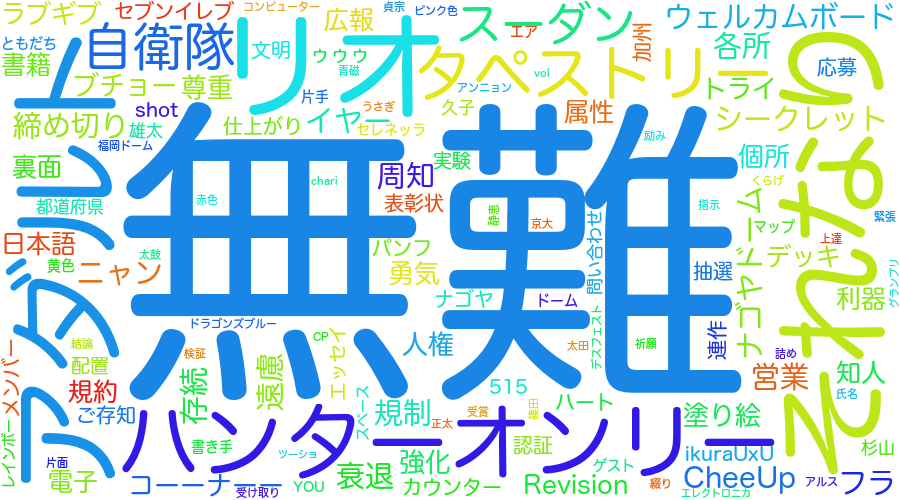 ラブギブ
セブンイレブ
コンピューター
貞宗
ピンク色
ウェルカムボード
ともだち
書籍
自衛隊
リオ
広報
文明
ゥゥゥ
青磁
スーダン
エア
加州
各所
ブチョー
尊重
片手
うさぎ
タペストリー
vol
トライ
応募
アダルト
締め切り
shot
雄太
仕上がり
イヤー
セレネッラ
アンニョン
久子
属性
シークレット
それなり
福岡ドーム
裏面
都道府県
赤色
chari
無難
周知
表彰状
実験
静恵
京大
励み
個所
指示
くらげ
マップ
緊張
日本語
黄色
ニャン
太鼓
パンフ
勇気
問い合わせ
抽選
ナゴヤドーム
デッキ
上達
グランプリ
ナゴヤ
ドーム
利器
ドラゴンズブルー
CP
エッセイ
人権
太田
デスフェスト
祈願
連作
詰め
営業
知人
氏名
レインボー
メンバー
結論
配置
検証
規約
存続
遠慮
515
ハート
塗り絵
ご存知
ハンターオンリー
スペース
規制
受賞
正太
認証
書き手
ツーショ
杉山
片面
電子
コーーナー
受け取り
YOU
衰退
強化
カウンター
Revision
ゲスト
綴り
エレクトロニカ
ikuraUxU
CheeUp
アルス
フラ